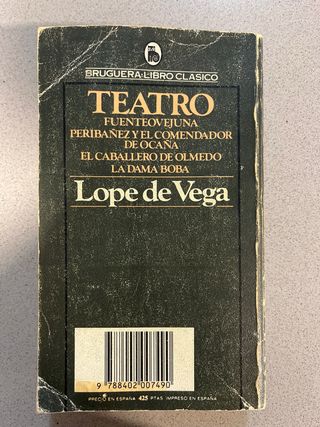 BRUGUERA-LIBRO CLASICO
TEATRO
FUENTEOVEJUNA
PERIBAÑEZ Y EL COMENDADOR
DE OCAÑA
EL CABALLERO DE OLMEDO
LA DAMA BOBA
Lope de Vega
9 788402 007490
PRECIO EN ESPAÑA 425 PTAS IMPRESO EN ESPAÑA